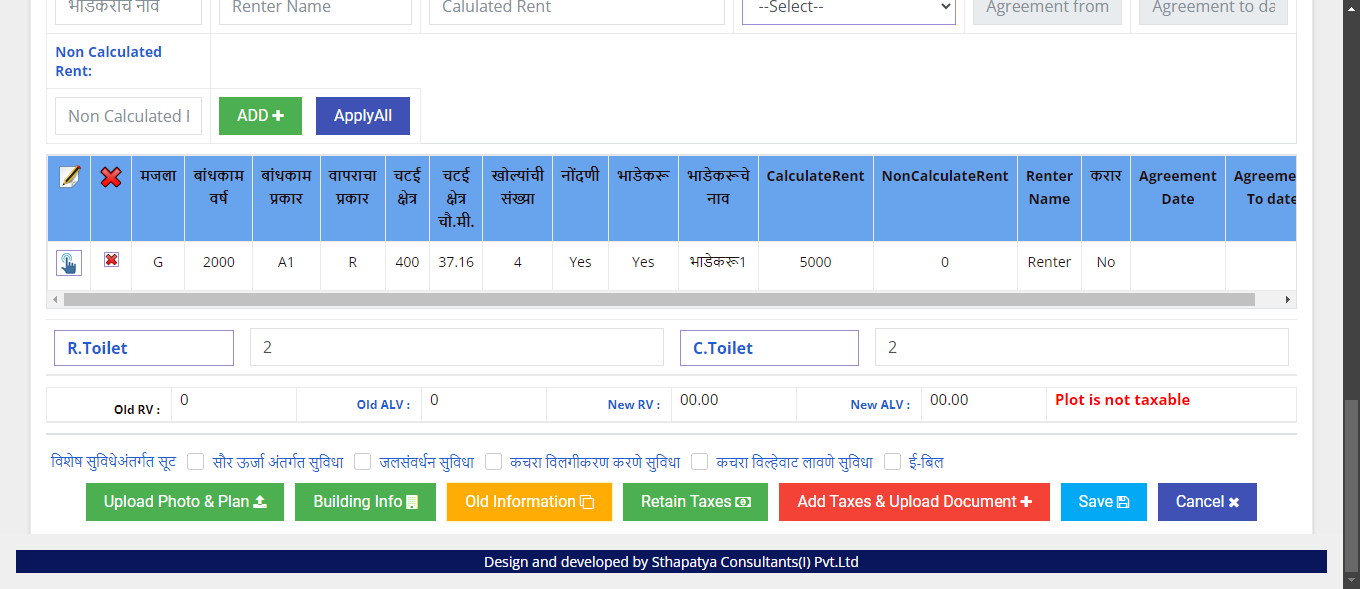 भाडेकराचे नाव Renter Name Calulated Rent --Select-- Agreement from Agreement to da
Non Calculated
Rent:
Non Calculated I ADD ApplyAll
मजला बांधकाम वर्ष बांधकाम प्रकार वापराचा प्रकार चटई क्षेत्र चटई क्षेत्र चौ.मी. खोल्यांची संख्या नोंदणी भाडेकरू भाडेकरूचे नाव CalculateRent NonCalculateRent Renter Name करार Agreement Date Agreeme To date
G 2000 A1 R 400 37.16 4 Yes Yes भाडेकरू1 5000 0 Renter No
R.Toilet 2 C.Toilet 2
Old RV : 0 Old ALV : 0 New RV : 00.00 New ALV : 00.00 Plot is not taxable
विशेष सुविधेअंतर्गत सूट सौर ऊर्जा अंतर्गत सुविधा जलसंवर्धन सुविधा कचरा विलगीकरण करणे सुविधा कचरा विल्हेवाट लावणे सुविधा ई-बिल
Upload Photo & Plan Building Info Old Information Retain Taxes Add Taxes & Upload Document Save Cancel
Design and developed by Sthapatya Consultants(I) Pvt.Ltd